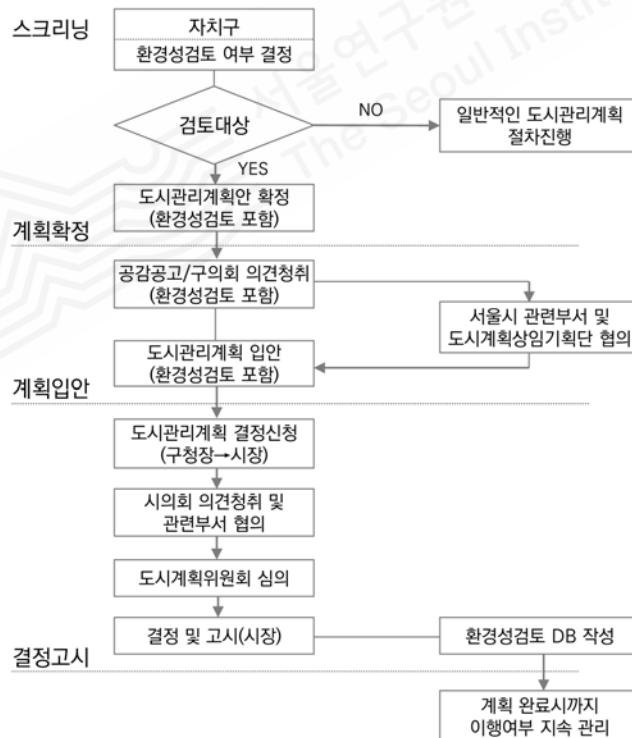 스크리닝
자치구
환경성검토 여부 결정
검토대상
NO
일반적인 도시관리계획
절차진행
YES
도시관리계획안 확정
(환경성검토 포함)
계획확정
공감공고/구의회 의견청취
(환경성검토 포함)
서울시 관련부서 및
도시계획상임기획단 협의
도시관리계획 입안
(환경성검토 포함)
계획입안
도시관리계획 결정신청
(구청장→시장)
시의회 의견청취 및
관련부서 협의
도시계획위원회 심의
결정 및 고시(시장)
환경성검토 DB 작성
결정고시
계획 완료시까지
이행여부 지속 관리
서울연구원
The Seoul Instit